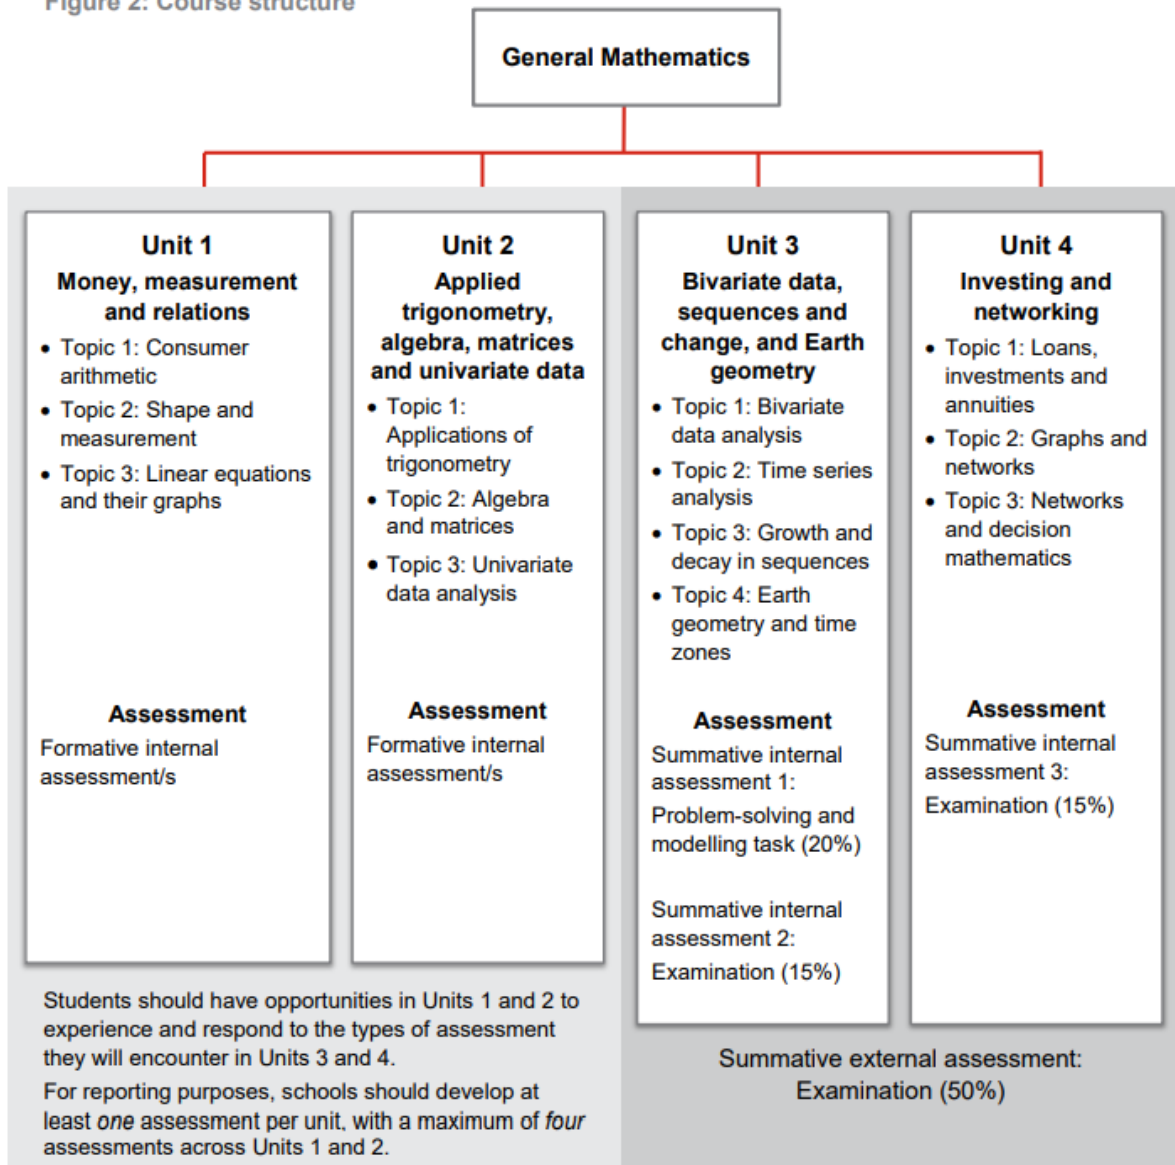 Figure 2: Course structure
General Mathematics
Unit 1
Money, measurement
and relations
• Topic 1: Consumer
arithmetic
• Topic 2: Shape and
measurement
• Topic 3: Linear equations
and their graphs
Assessment
Formative internal
assessment/s
Unit 2
Applied
trigonometry,
algebra, matrices
and univariate data
• Topic 1:
Applications of
trigonometry
• Topic 2: Algebra
and matrices
• Topic 3: Univariate
data analysis
Assessment
Formative internal
assessment/s
Students should have opportunities in Units 1 and 2 to
experience and respond to the types of assessment
they will encounter in Units 3 and 4.
For reporting purposes, schools should develop at
least one assessment per unit, with a maximum of four
assessments across Units 1 and 2.
Unit 3
Bivariate data,
sequences and
change, and Earth
geometry
• Topic 1: Bivariate
data analysis
• Topic 2: Time series
analysis
• Topic 3: Growth and
decay in sequences
• Topic 4: Earth
geometry and time
zones
Assessment
Summative internal
assessment 1:
Problem-solving and
modelling task (20%)
Summative internal
assessment 2:
Examination (15%)
Unit 4
Investing and
networking
• Topic 1: Loans,
investments and
annuities
• Topic 2: Graphs and
networks
• Topic 3: Networks
and decision
mathematics
Assessment
Summative internal
assessment 3:
Examination (15%)
Summative external assessment:
Examination (50%)